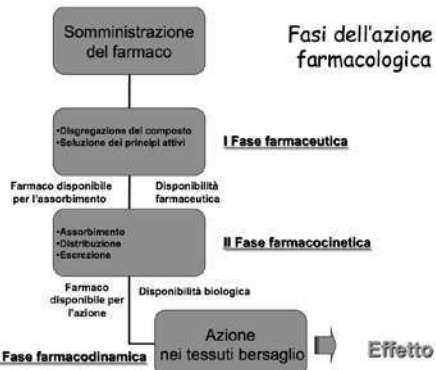 Somministrazione
del farmaco
Fasi dell'azione
farmacologica
•Disgregazione del composto
•Soluzione dei principi attivi
I Fase farmaceutica
Farmaco disponibile
per l'assorbimento
Disponibilità
farmaceutica
•Assorbimento
•Distribuzione
•Escrezione
II Fase farmacocinetica
Farmaco
disponibile per
l'azione
Disponibilità biologica
Azione
nei tessuti bersaglio
Effetto
Fase farmacodinamica